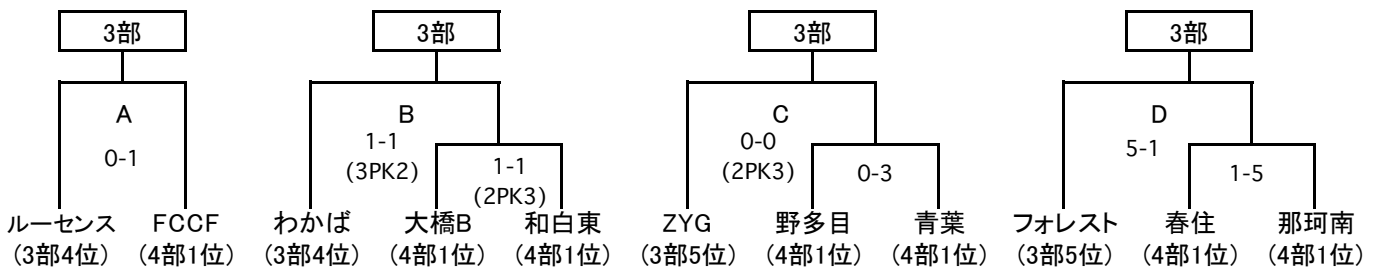 3部 3部 3部 3部
A B C D
0-1
1-1
(3PK2)
1-1
(2PK3)
0-0
(2PK3)
0-3
5-1
1-5
ルーセンス FCCF わかば 大橋B 和白東 ZYG 野多目 青葉 フォレスト 春住 那珂南
(3部4位) (4部1位) (3部4位) (4部1位) (4部1位) (3部5位) (4部1位) (4部1位) (3部5位) (4部1位) (4部1位)